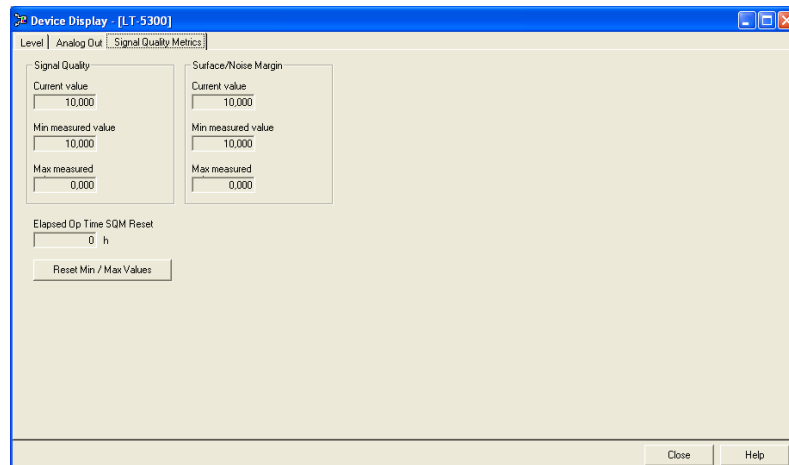 Device Display - [LT-5300]
Level Analog Out Signal Quality Metrics
Signal Quality
Current value
10,000
Min measured value
10,000
Max measured
0,000
Surface/Noise Margin
Current value
10,000
Min measured value
10,000
Max measured
0,000
Elapsed Op Time SQM Reset
0 h
Reset Min / Max Values
Close Help